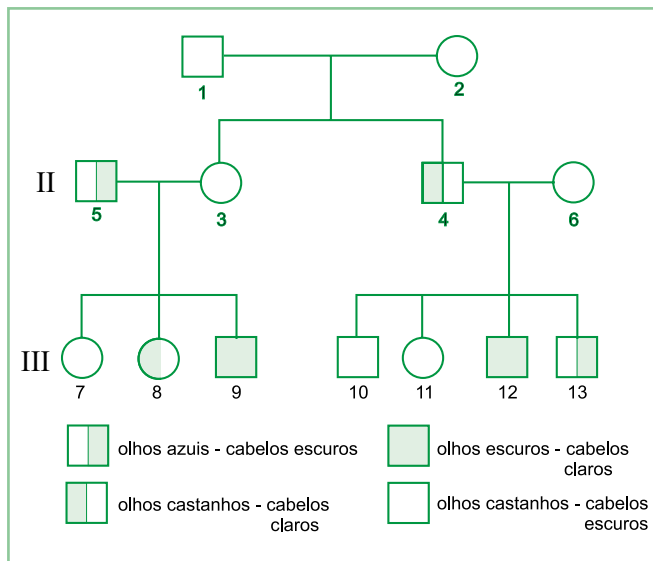 1
2
II
5
3
4
6
III
7
8
9
10
11
12
13
olhos azuis - cabelos escuros
olhos escuros - cabelos
claros
olhos castanhos - cabelos
claros
olhos castanhos - cabelos
escuros